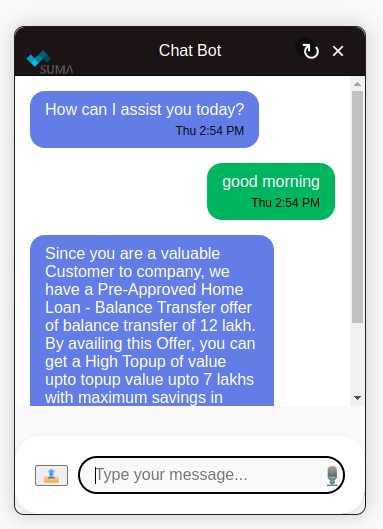 Chat Bot
SUMA
How can I assist you today?
Thu 2:54 PM
good morning
Thu 2:54 PM
Since you are a valuable
Customer to company, we
have a Pre-Approved Home
Loan - Balance Transfer offer
of balance transfer of 12 lakh.
By availing this Offer, you can
get a High Topup of value
upto topup value upto 7 lakhs
with maximum savings in
Type your message...